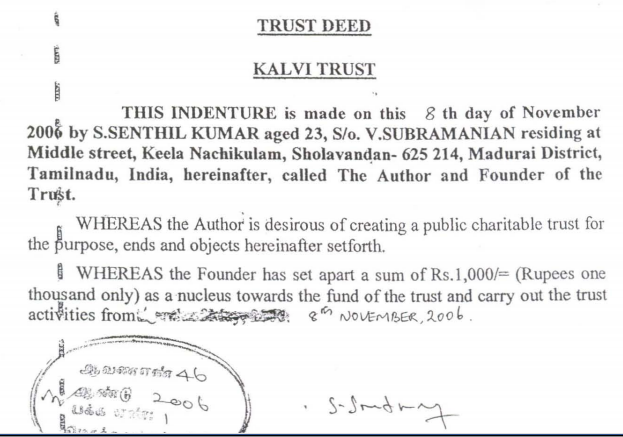 TRUST DEED
KALVI TRUST
THIS INDENTURE is made on this 8 th day of November
2006 by S.SENTHIL KUMAR aged 23, S/o. V.SUBRAMANIAN residing at
Middle street, Keela Nachikulam, Sholavandan- 625 214, Madurai District,
Tamilnadu, India, hereinafter, called The Author and Founder of the
Trust.
WHEREAS the Author is desirous of creating a public charitable trust for
the purpose, ends and objects hereinafter setforth.
WHEREAS the Founder has set apart a sum of Rs.1,000/= (Rupees one
thousand only) as a nucleus towards the fund of the trust and carry out the trust
activities from 8th NOVEMBER, 2006.
ஆவணஎண் 46
ஆண்டு 2006
பக்க எண் 1